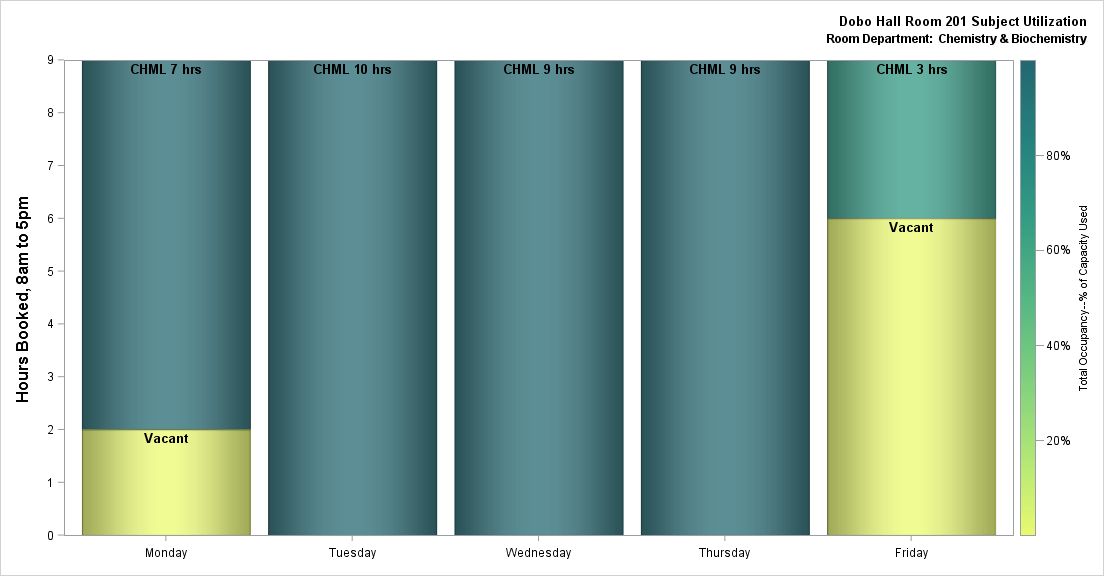 Dobo Hall Room 201 Subject Utilization
Room Department: Chemistry & Biochemistry
Hours Booked, 8am to 5pm
9
8
7
6
5
4
3
2
1
0
CHML 7 hrs
Vacant
CHML 10 hrs
CHML 9 hrs
CHML 9 hrs
CHML 3 hrs
Vacant
Monday
Tuesday
Wednesday
Thursday
Friday
80%
60%
40%
20%
Total Occupancy--% of Capacity Used